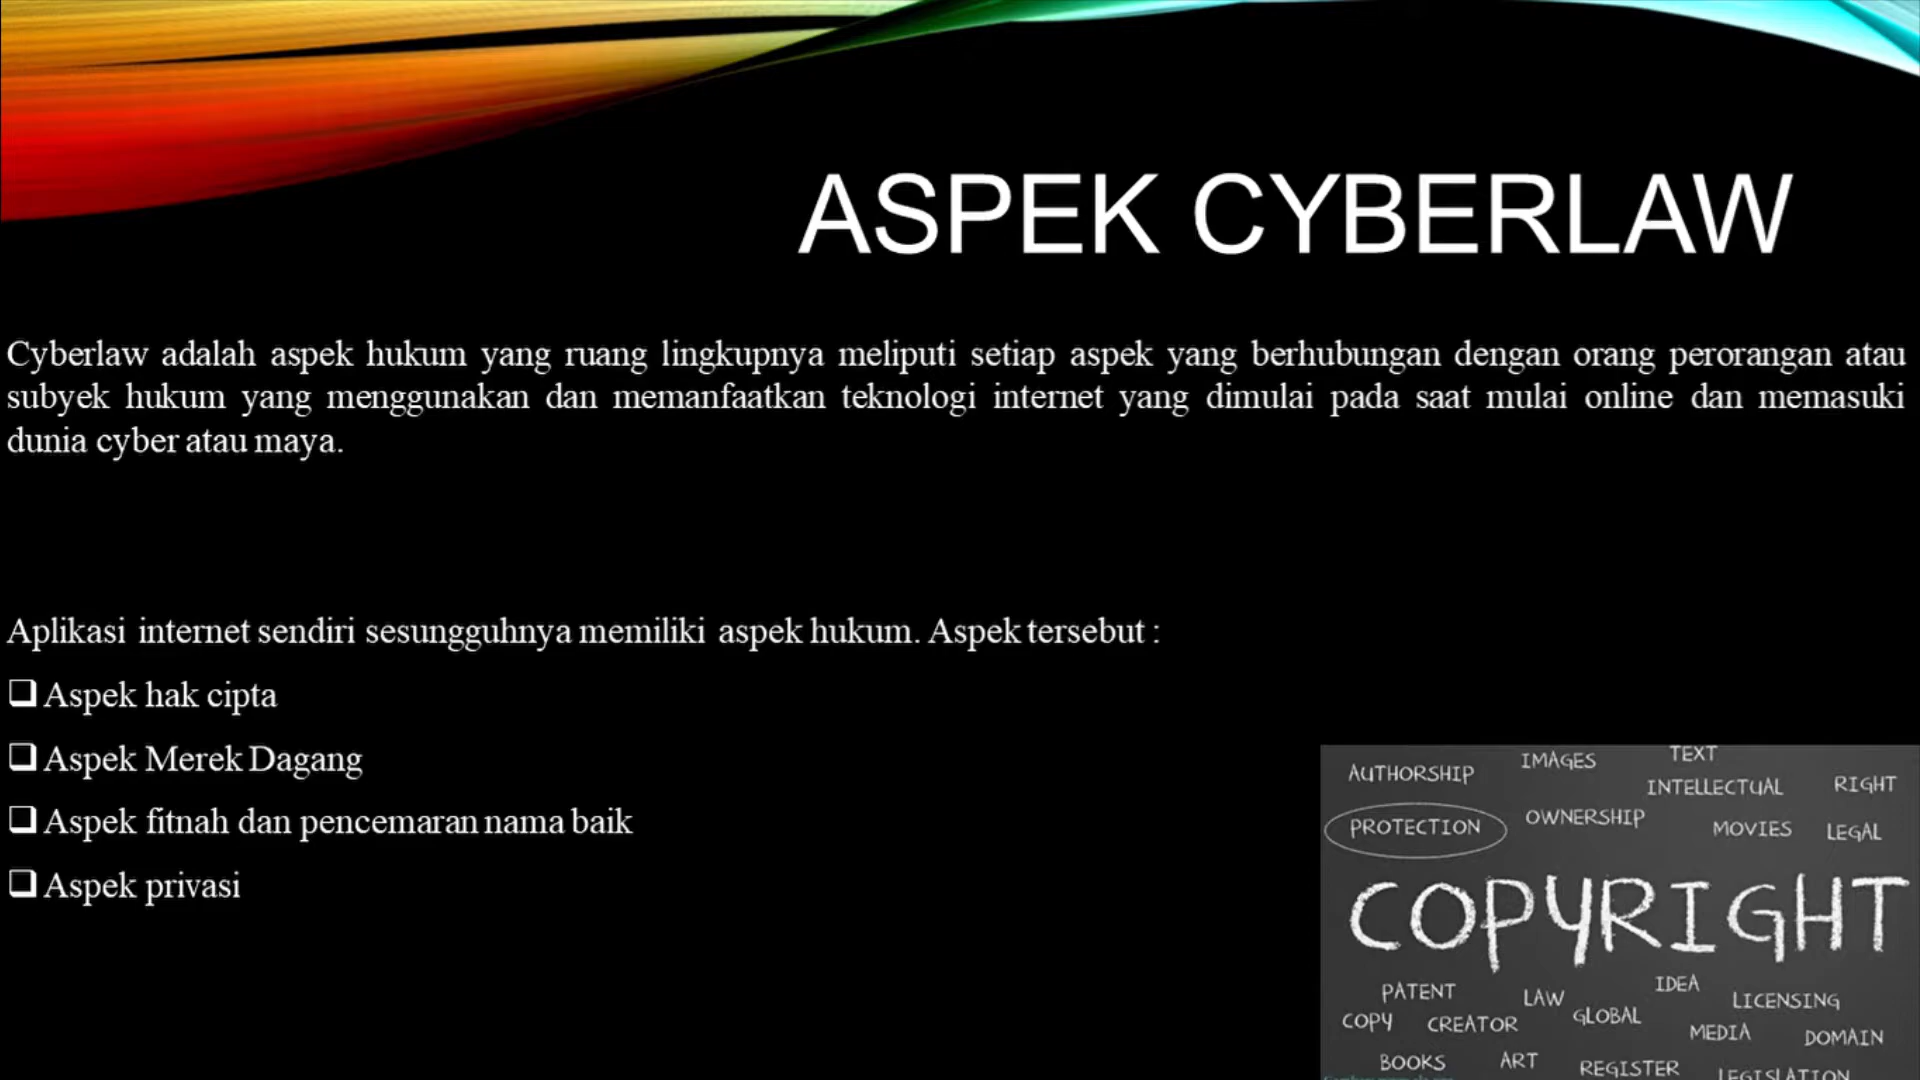 ASPEK CYBERLAW
Cyberlaw adalah aspek hukum yang ruang lingkupnya meliputi setiap aspek yang berhubungan dengan orang perorangan atau
subyek hukum yang menggunakan dan memanfaatkan teknologi internet yang dimulai pada saat mulai online dan memasuki
dunia cyber atau maya.
Aplikasi internet sendiri sesungguhnya memiliki aspek hukum. Aspek tersebut :
❑ Aspek hak cipta
❑ Aspek Merek Dagang
❑ Aspek fitnah dan pencemaran nama baik
❑ Aspek privasi
AUTHORSHIP IMAGES TEXT
INTELLECTUAL RIGHT
PROTECTION OWNERSHIP MOVIES LEGAL
COPYRIGHT
PATENT LAW IDEA LICENSING
COPY CREATOR GLOBAL MEDIA DOMAIN
BOOKS ART REGISTER LEGISLATION